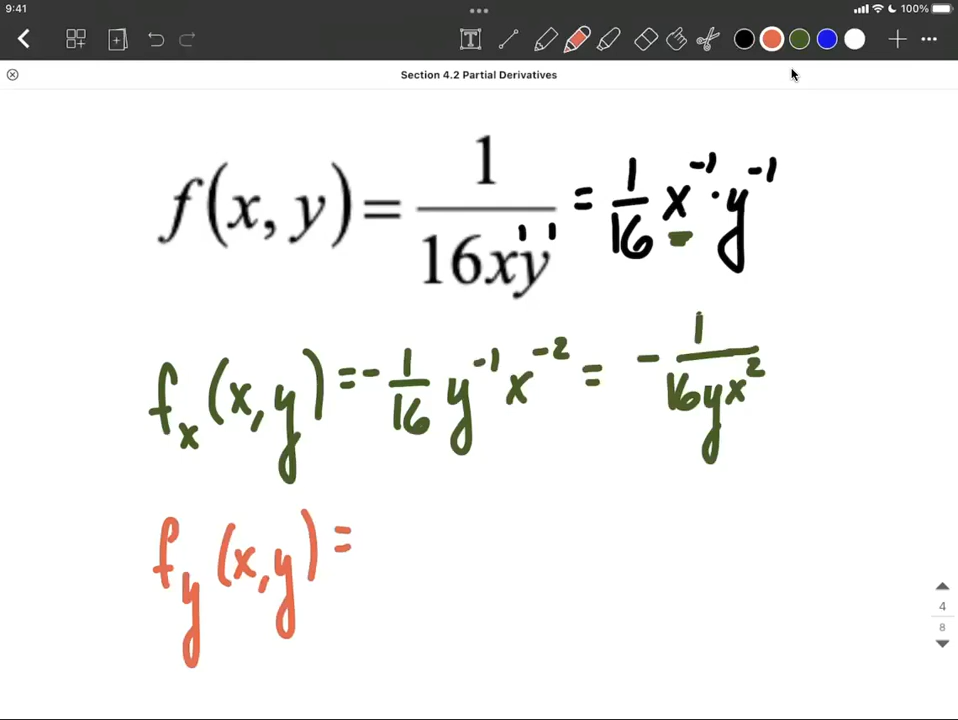 9:41 100%
Section 4.2 Partial Derivatives
f(x, y) = 1/(16xy) = 1/16 x^-1 · y^-1
f_x (x, y) = - 1/16 y^-1 x^-2 = - 1/(16yx^2)
f_y (x, y) =
4
8